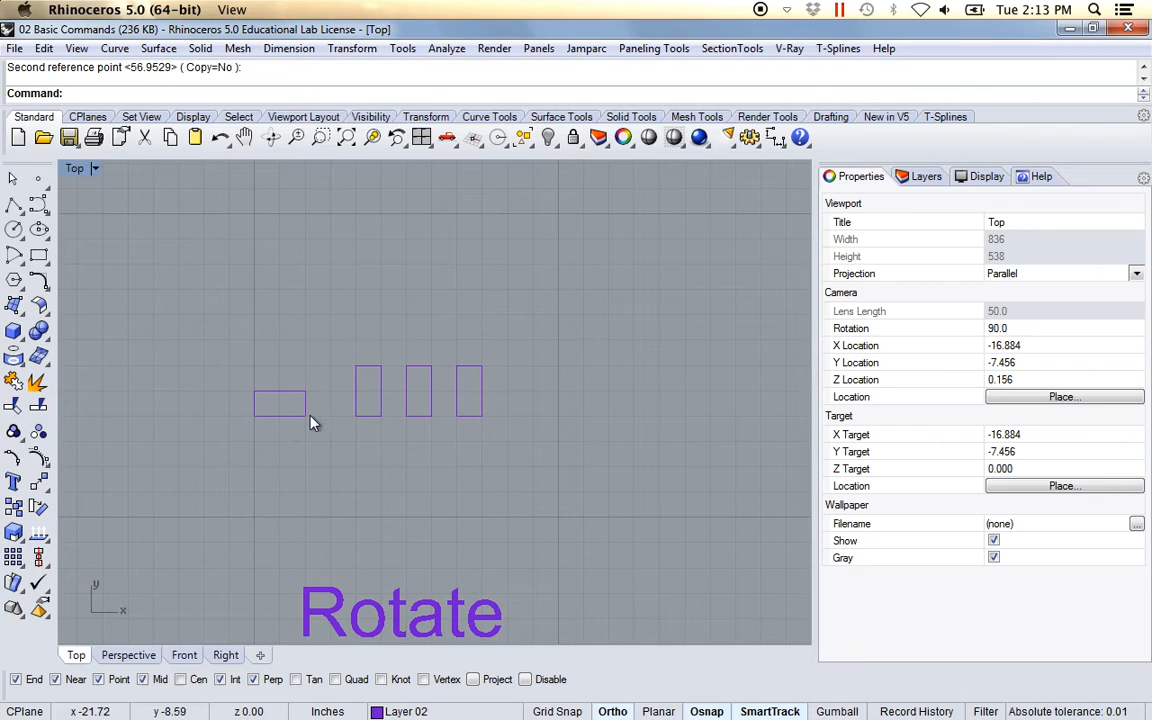 Rhinoceros 5.0 (64-bit) View Tue 2:13 PM
02 Basic Commands (236 KB) - Rhinoceros 5.0 Educational Lab License - [Top]
File Edit View Curve Surface Solid Mesh Dimension Transform Tools Analyze Render Panels Jamparc Paneling Tools SectionTools V-Ray T-Splines Help
Second reference point <56.9529> ( Copy=No ):
Command:
Standard CPlanes Set View Display Select Viewport Layout Visibility Transform Curve Tools Surface Tools Solid Tools Mesh Tools Render Tools Drafting New in V5 T-Splines
Top
Properties Layers Display Help
Viewport
Title Top
Width 836
Height 538
Projection Parallel
Camera
Lens Length 50.0
Rotation 90.0
X Location -16.884
Y Location -7.456
Z Location 0.156
Location Place...
Target
X Target -16.884
Y Target -7.456
Z Target 0.000
Location Place...
Wallpaper
Filename (none) ...
Show
Gray
y
x
Rotate
Top Perspective Front Right
End Near Point Mid Cen Int Perp Tan Quad Knot Vertex Project Disable
CPlane x -21.72 y -8.59 z 0.00 Inches Layer 02 Grid Snap Ortho Planar Osnap SmartTrack Gumball Record History Filter Absolute tolerance: 0.01